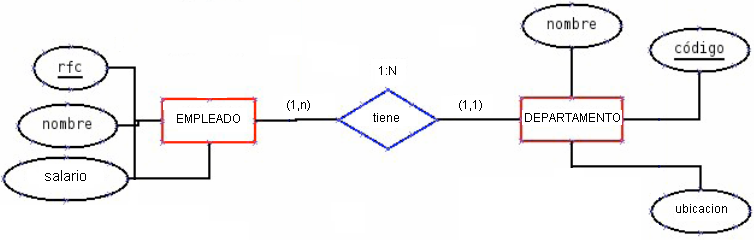 nombre
rfc
código
1:N
nombre
EMPLEADO
(1,n)
tiene
(1,1)
DEPARTAMENTO
salario
ubicacion